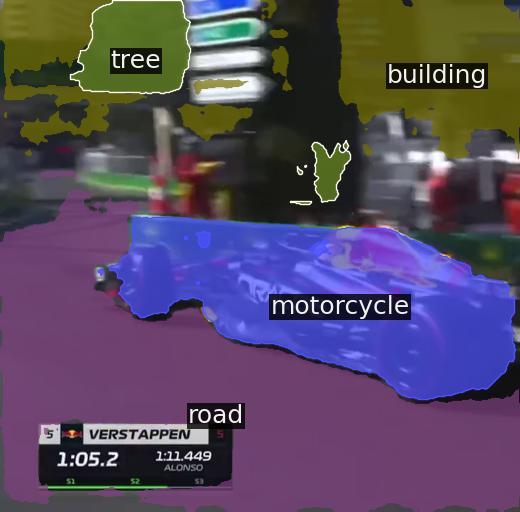 tree
building
motorcycle
road
5 VERSTAPPEN 5
1:05.2 1:11.449
ALONSO
S1 S2 S3